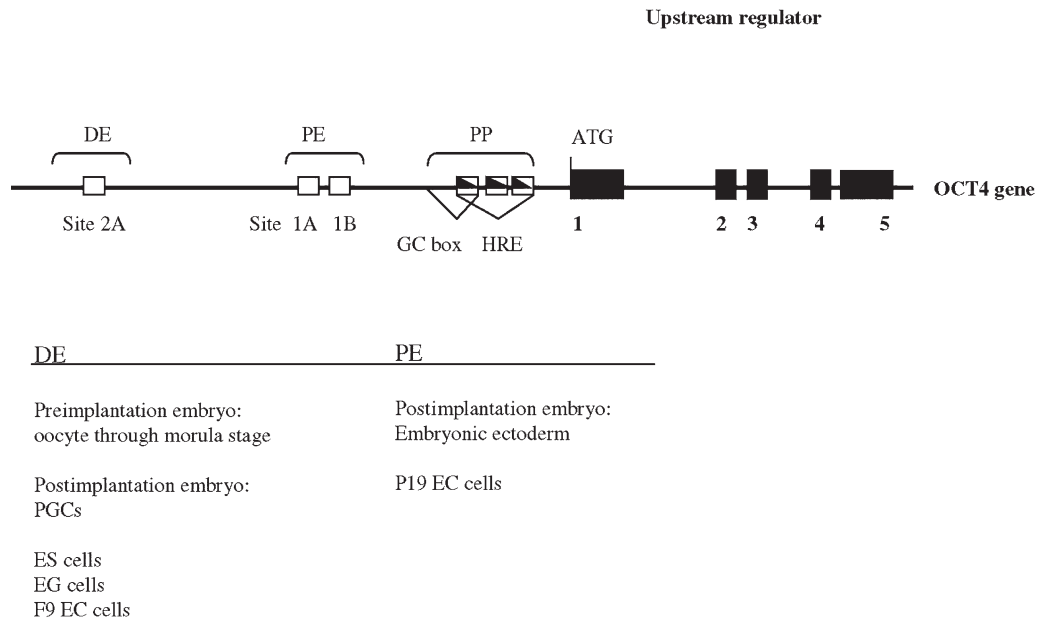 Upstream regulator
DE PE PP ATG
OCT4 gene
Site 2A Site 1A 1B 1 2 3 4 5
GC box HRE
DE PE
Preimplantation embryo: Postimplantation embryo:
oocyte through morula stage Embryonic ectoderm
Postimplantation embryo: P19 EC cells
PGCs
ES cells
EG cells
F9 EC cells